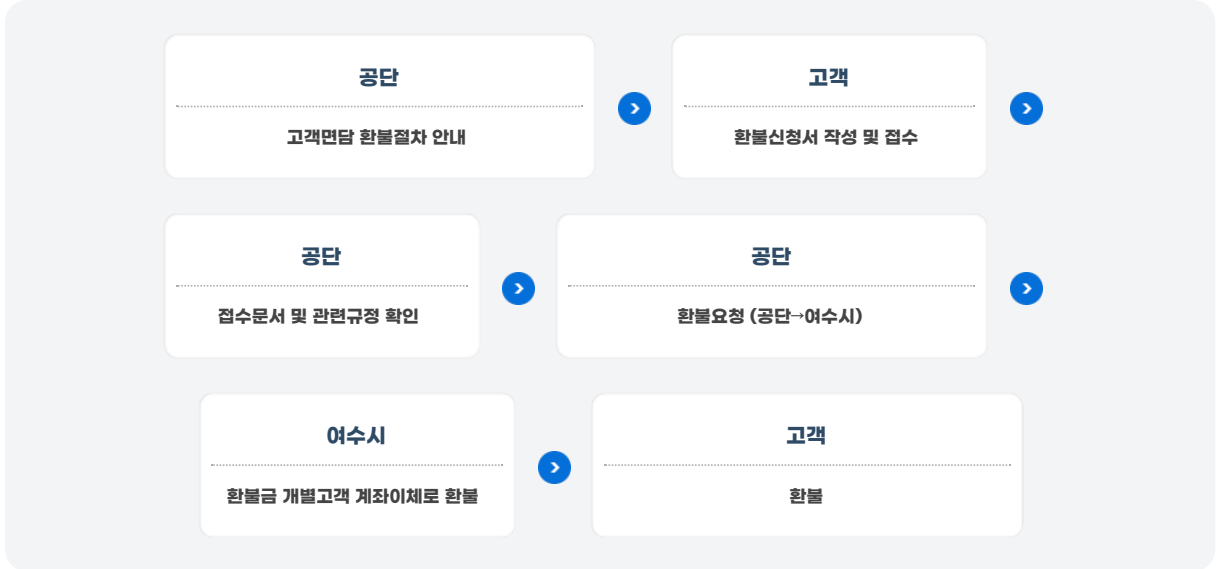 공단
고객면담 환불절차 안내
고객
환불신청서 작성 및 접수
공단
접수문서 및 관련규정 확인
공단
환불요청 (공단→여수시)
여수시
환불금 개별고객 계좌이체로 환불
고객
환불